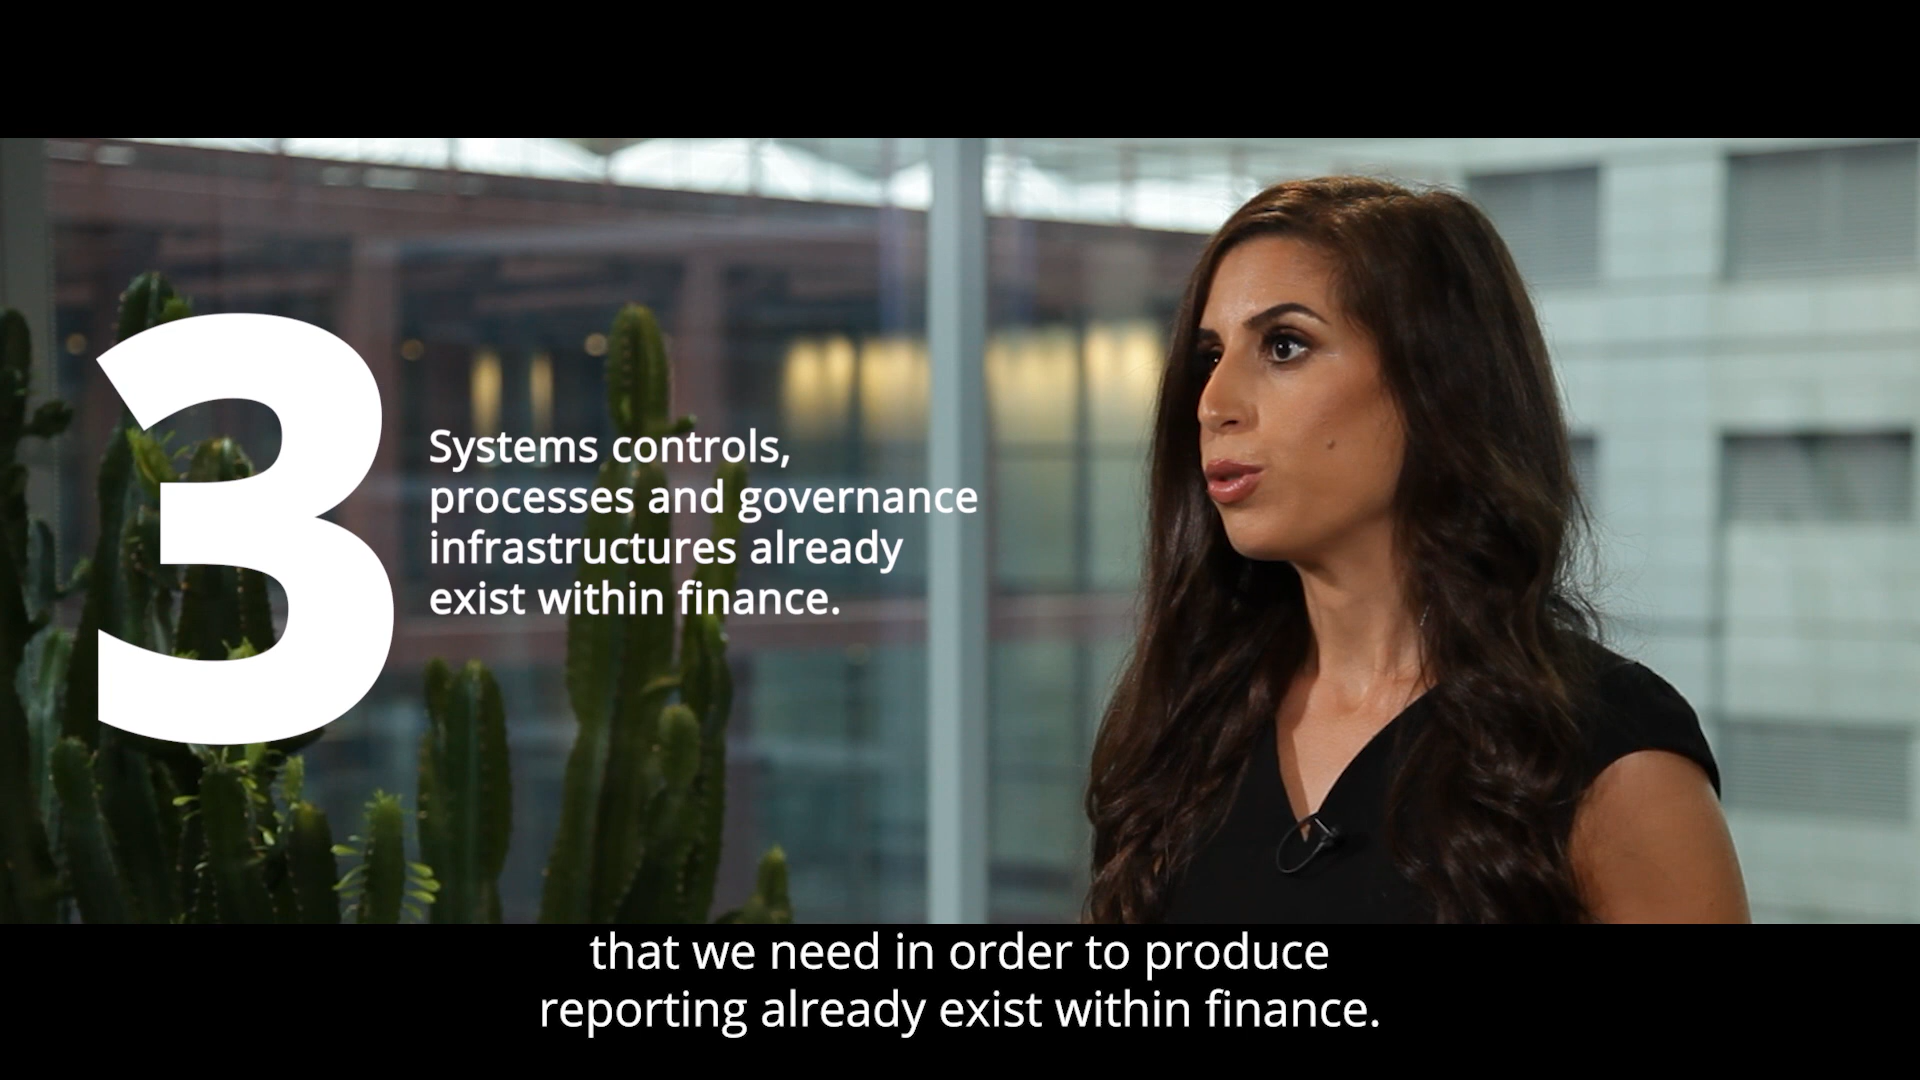 3
Systems controls,
processes and governance
infrastructures already
exist within finance.
that we need in order to produce
reporting already exist within finance.